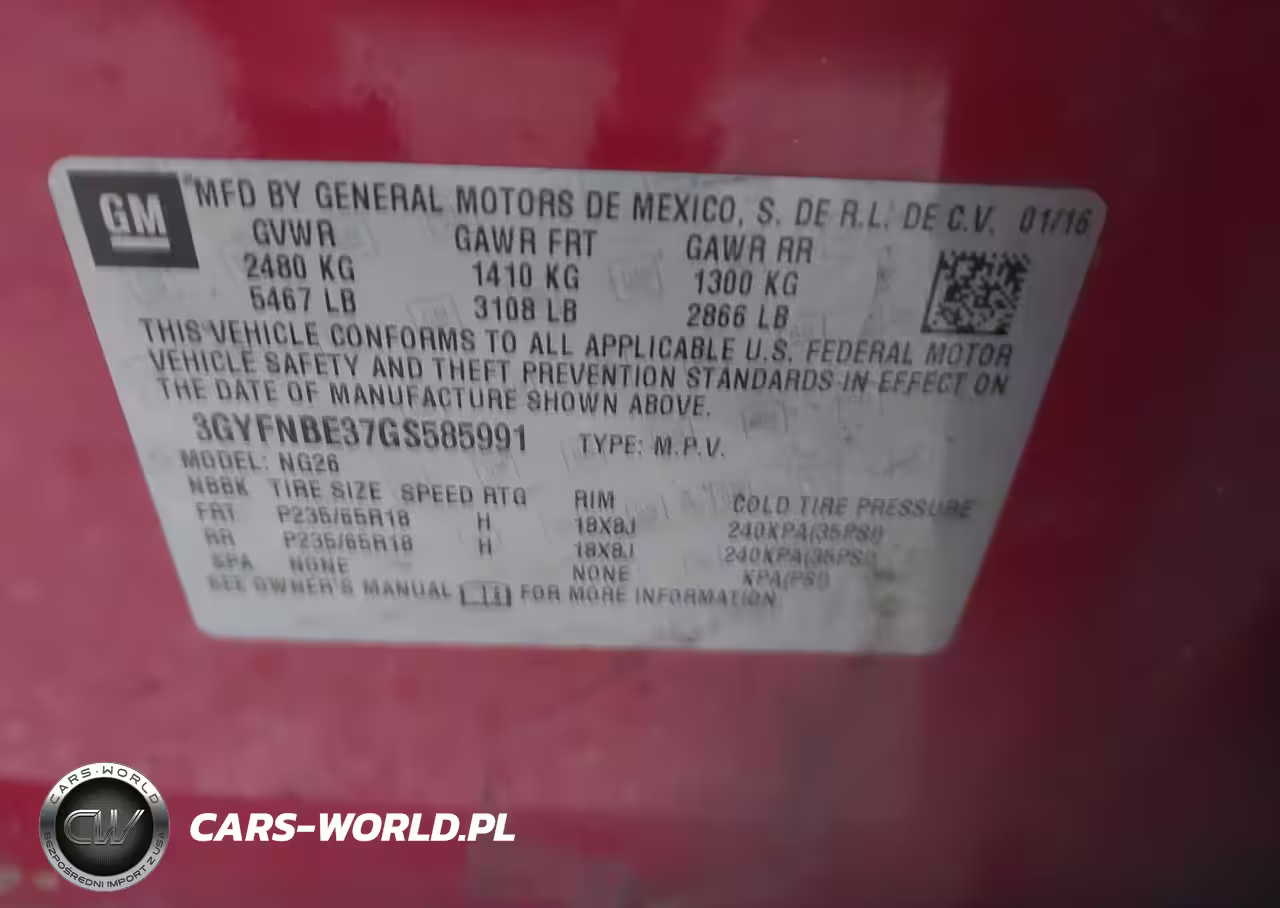 GM
MFD BY GENERAL MOTORS DE MEXICO, S. DE R.L. DE C.V. 01/16
GVWR GAWR FRT GAWR RR
2480 KG 1410 KG 1300 KG
5467 LB 3108 LB 2866 LB
THIS VEHICLE CONFORMS TO ALL APPLICABLE U.S. FEDERAL MOTOR
VEHICLE SAFETY AND THEFT PREVENTION STANDARDS IN EFFECT ON
THE DATE OF MANUFACTURE SHOWN ABOVE.
3GYFNBE37GS585991 TYPE: M.P.V.
MODEL: NG26
NBBK TIRE SIZE SPEED RTG RIM COLD TIRE PRESSURE
FRT P235/65R18 H 18X8J 240KPA(35PSI)
RR P235/65R18 H 18X8J 240KPA(35PSI)
SPA NONE NONE KPA(PSI)
SEE OWNER'S MANUAL FOR MORE INFORMATION
CARS-WORLD
CW
BEZPOŚREDNI IMPORT Z USA
CARS-WORLD.PL